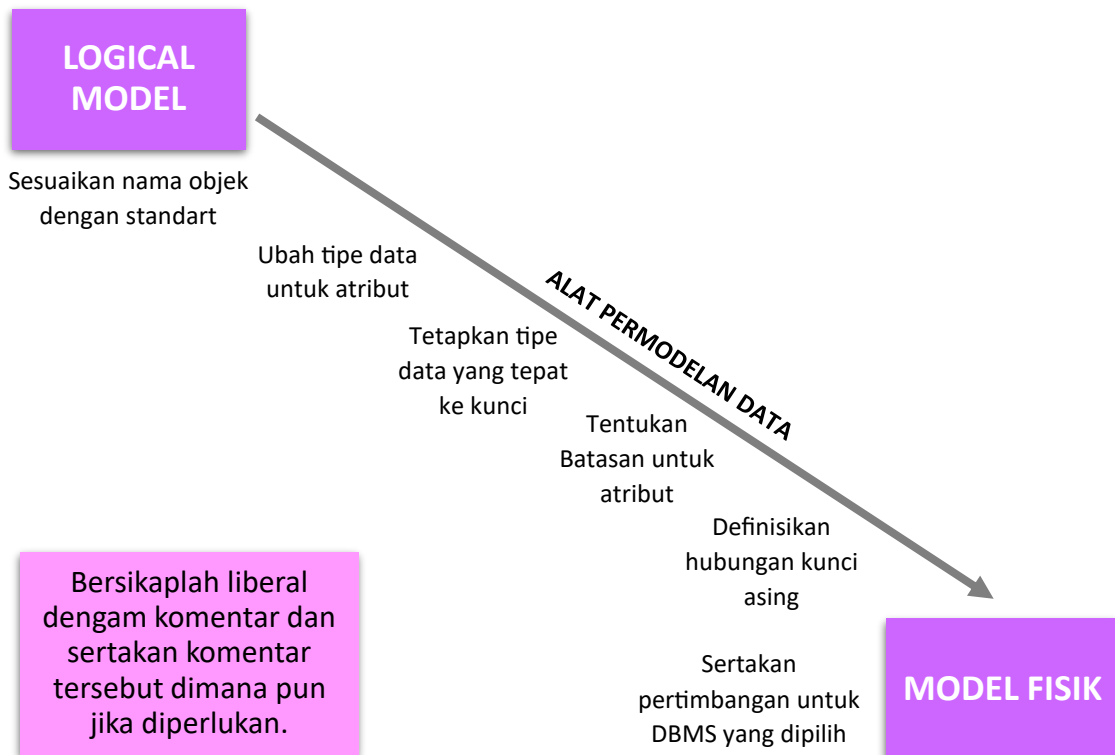 LOGICAL
MODEL
Sesuaikan nama objek
dengan standart
Ubah tipe data
untuk atribut
ALAT PERMODELAN DATA
Tetapkan tipe
data yang tepat
ke kunci
Tentukan
Batasan untuk
atribut
Definisikan
hubungan kunci
asing
Bersikaplah liberal
dengam komentar dan
sertakan komentar
tersebut dimana pun
jika diperlukan.
Sertakan
pertimbangan untuk
DBMS yang dipilih
MODEL FISIK